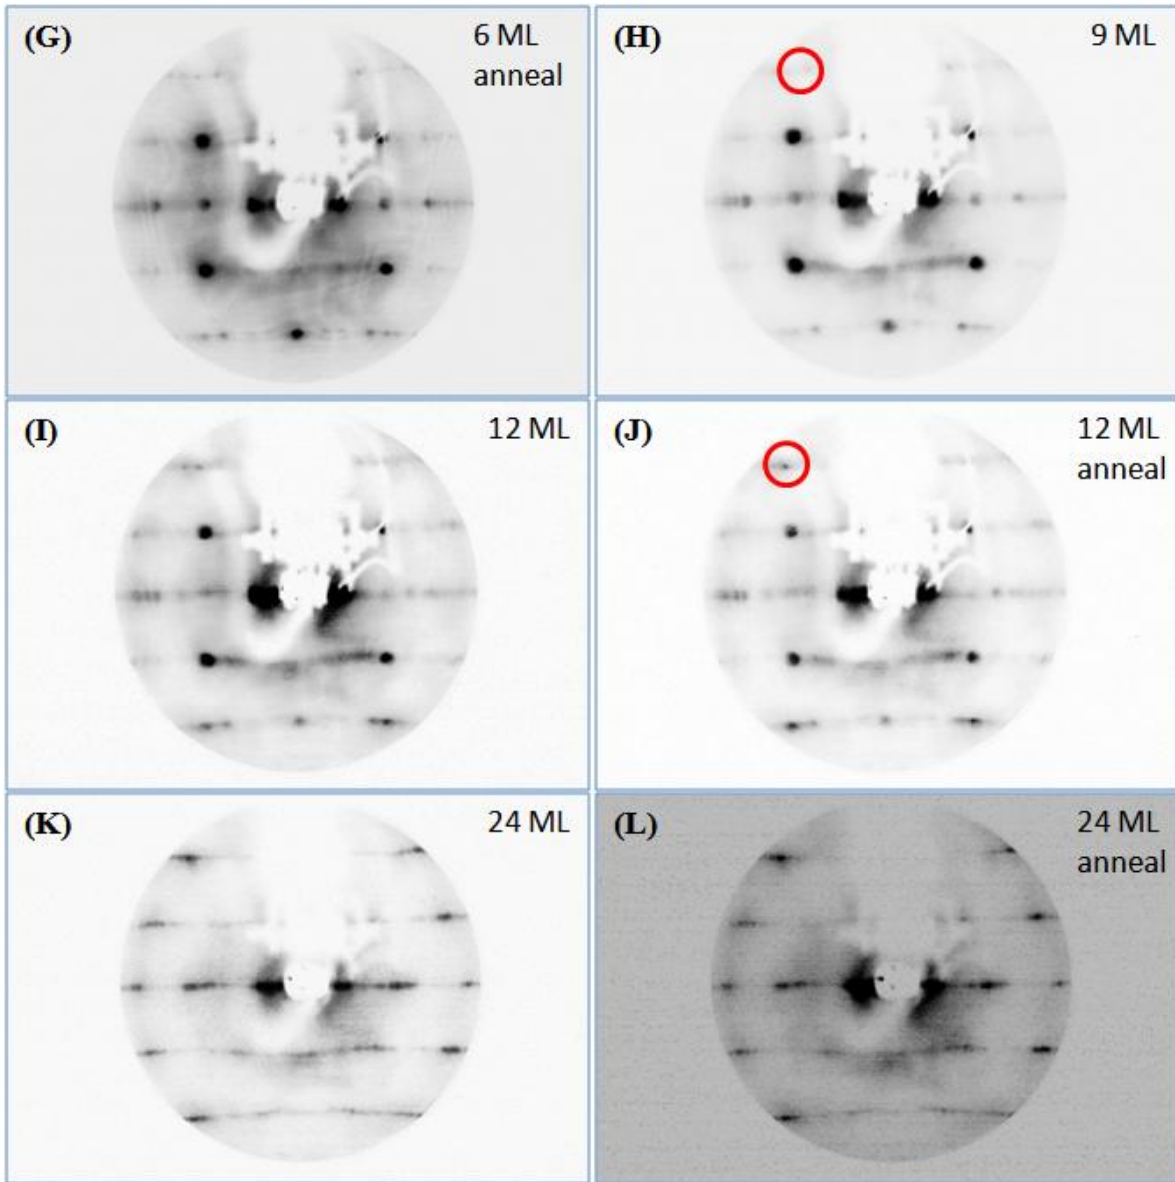 (G)
6 ML
anneal
(H)
9 ML
(I)
12 ML
(J)
12 ML
anneal
(K)
24 ML
(L)
24 ML
anneal